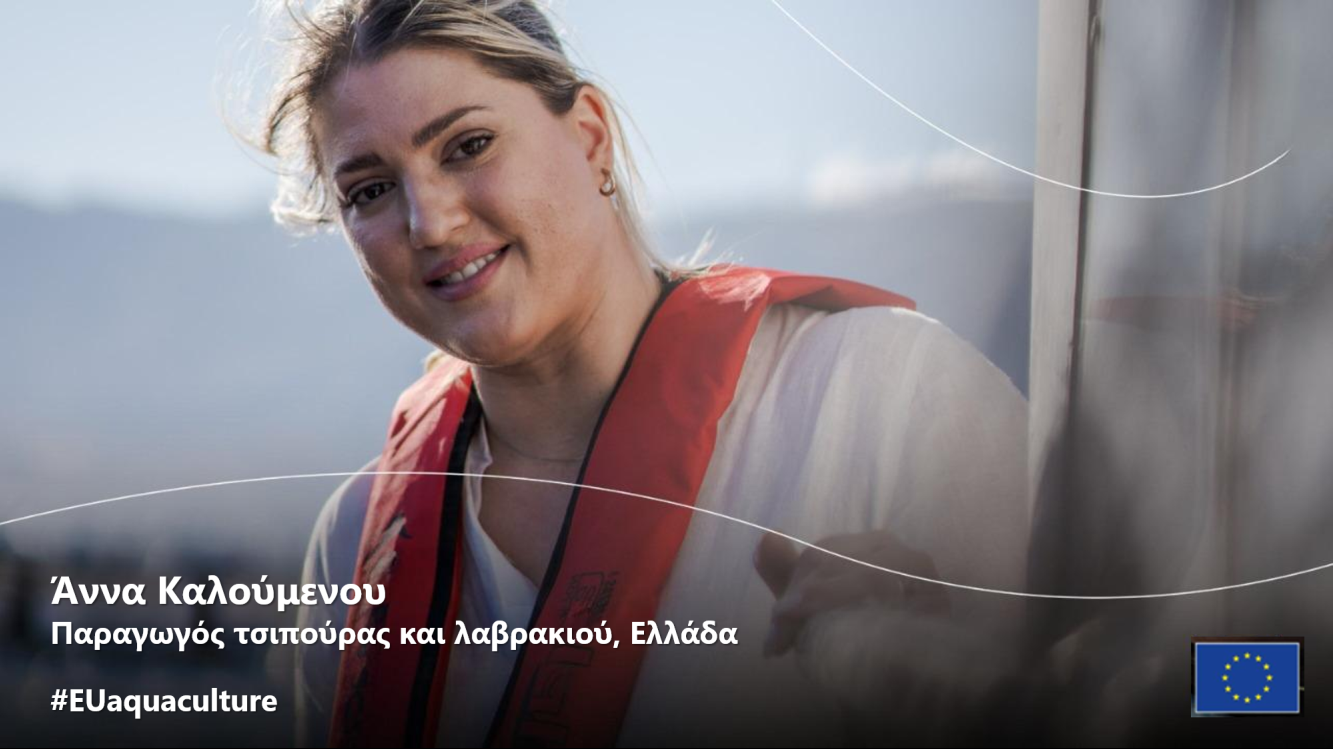 Άννα Καλούμενου
Παραγωγός τσιπούρας και λαβρακιού, Ελλάδα
#EUaquaculture